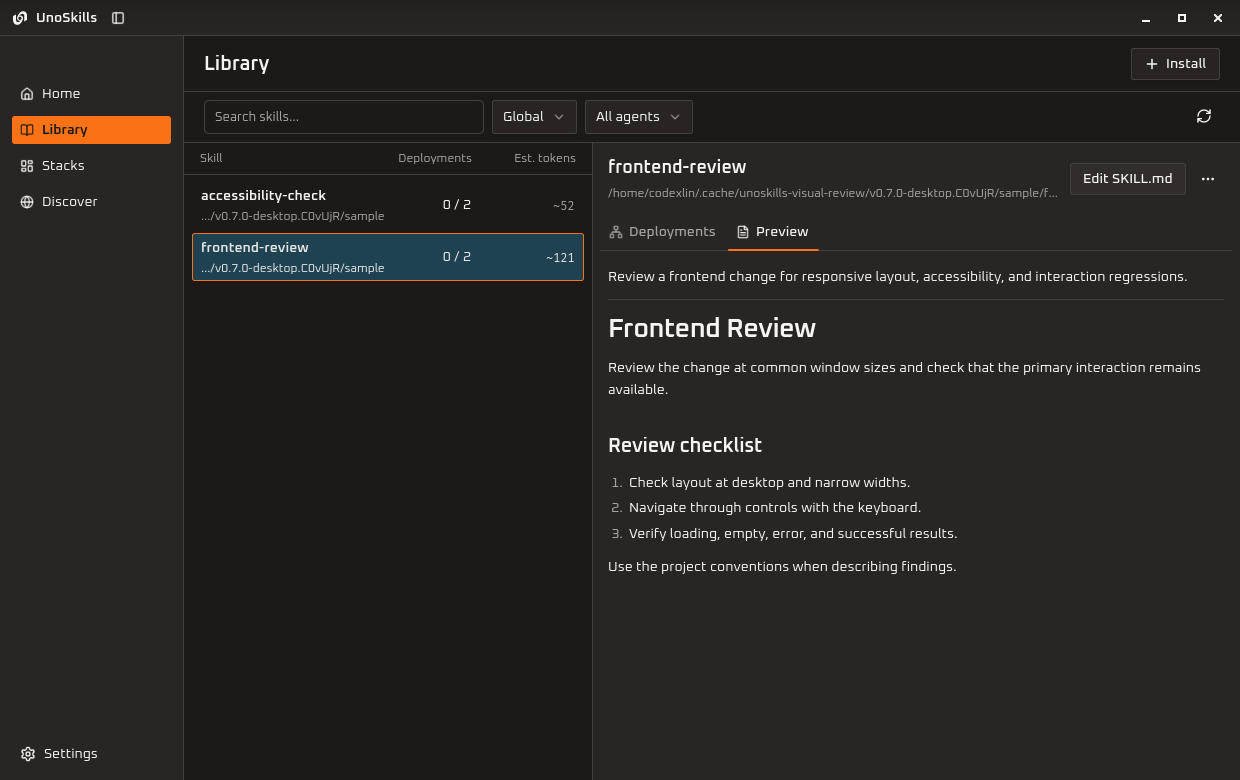 UnoSkills
Home
Library
Stacks
Discover
Settings
Library
Install
Search skills...
Global
All agents
Skill Deployments Est. tokens
accessibility-check
.../v0.7.0-desktop.C0vUjR/sample
0 / 2
~52
frontend-review
.../v0.7.0-desktop.C0vUjR/sample
0 / 2
~121
frontend-review
/home/codexlin/.cache/unoskills-visual-review/v0.7.0-desktop.C0vUjR/sample/f...
Edit SKILL.md
Deployments Preview
Review a frontend change for responsive layout, accessibility, and interaction regressions.
Frontend Review
Review the change at common window sizes and check that the primary interaction remains
available.
Review checklist
1. Check layout at desktop and narrow widths.
2. Navigate through controls with the keyboard.
3. Verify loading, empty, error, and successful results.
Use the project conventions when describing findings.